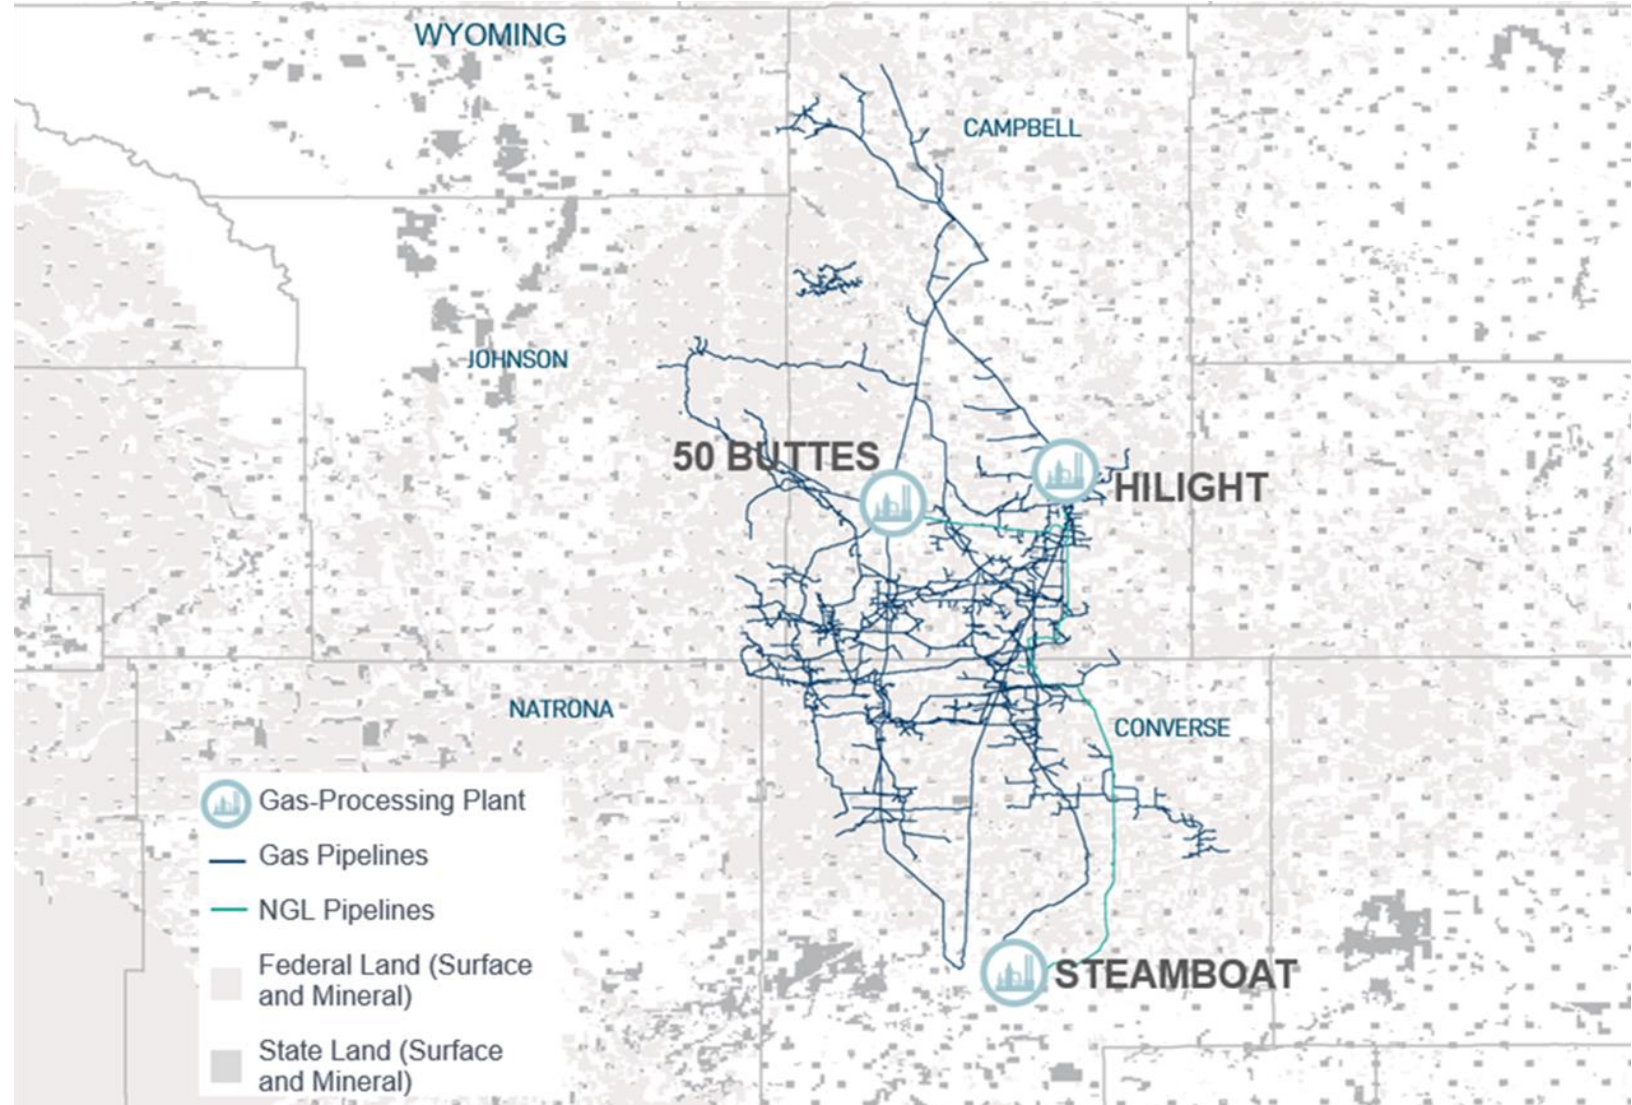 WYOMING
CAMPBELL
JOHNSON
50 BUTTES
HILIGHT
NATRONA
CONVERSE
Gas-Processing Plant
Gas Pipelines
NGL Pipelines
Federal Land (Surface
and Mineral)
STEAMBOAT
State Land (Surface
and Mineral)